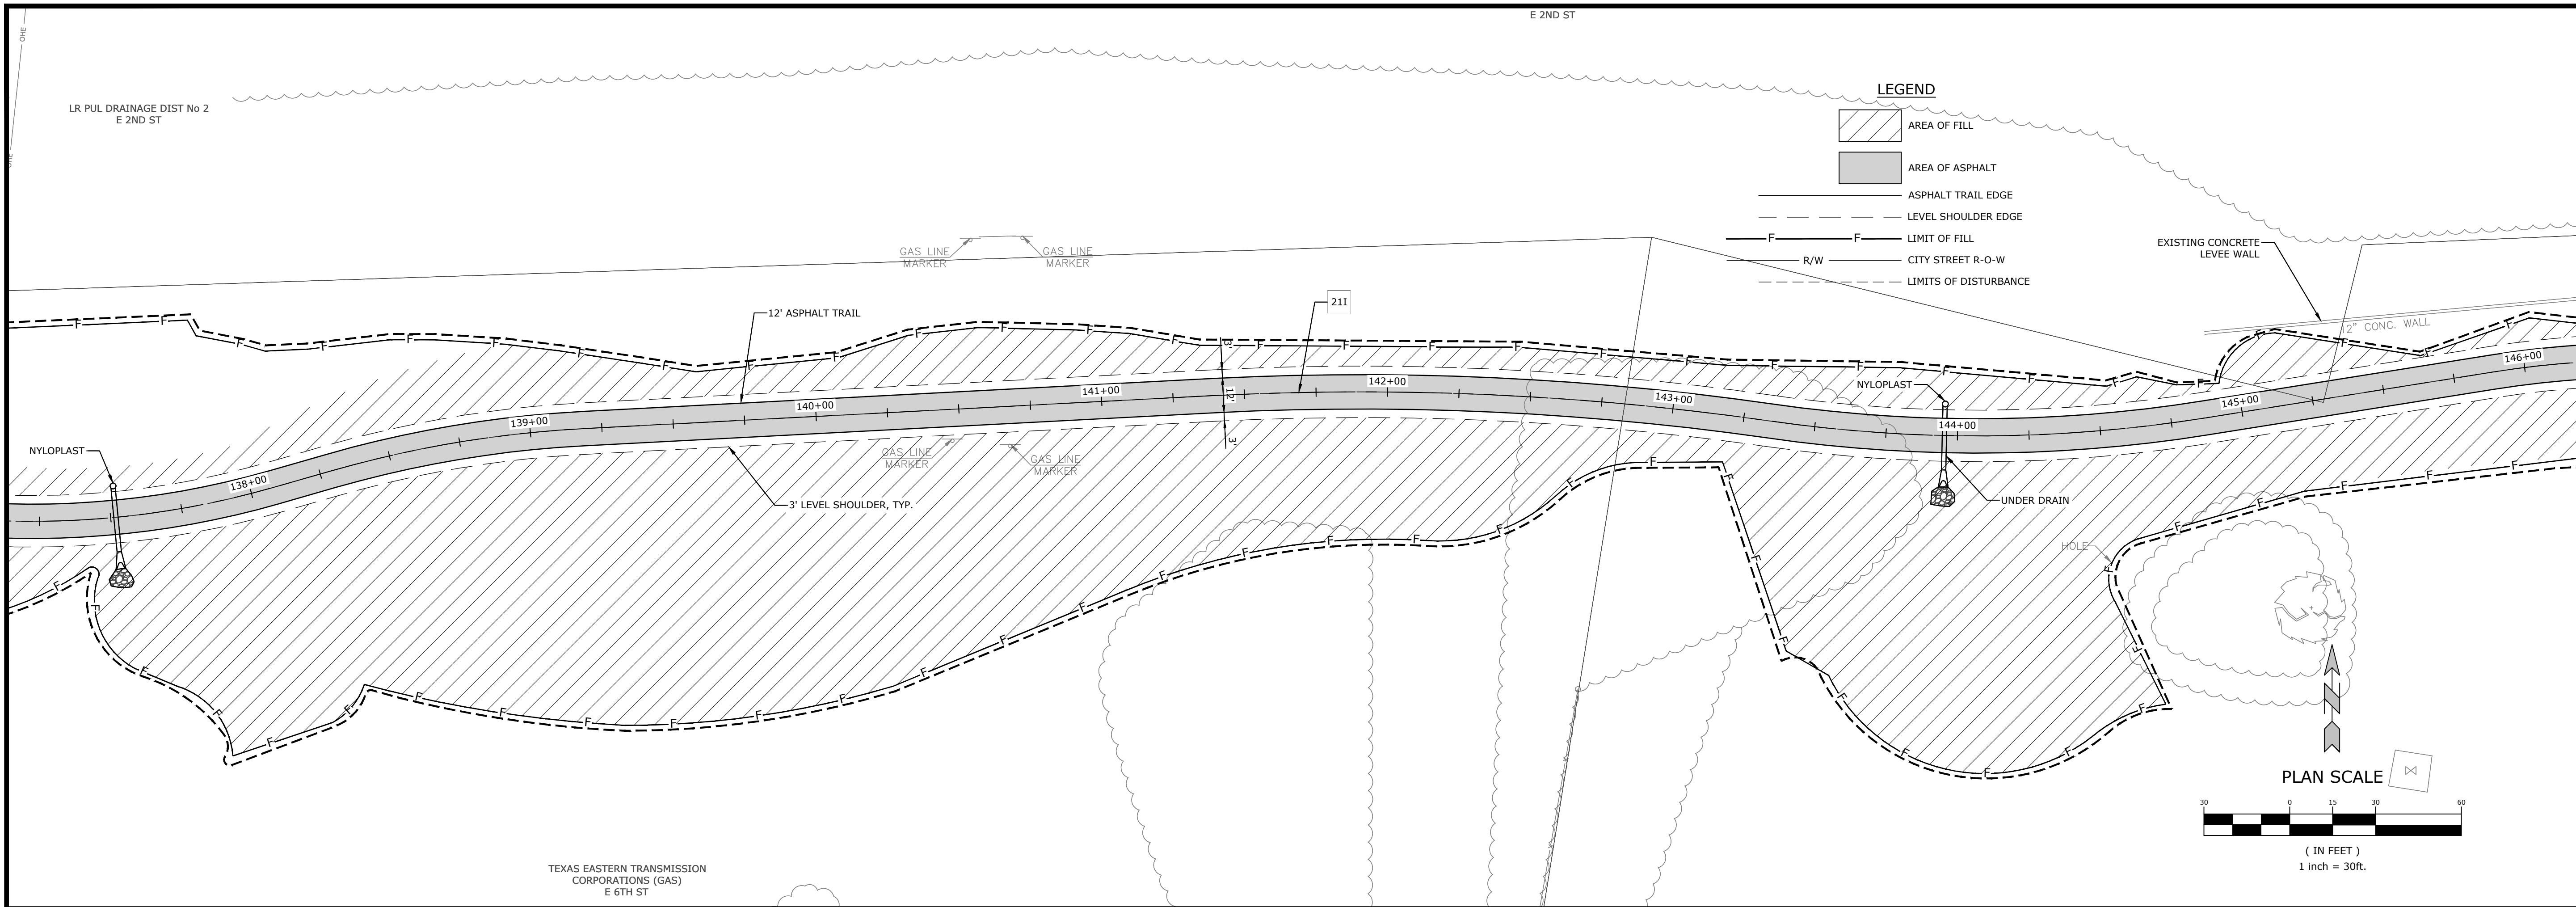 E 2ND ST
OHE
OHE
LR PUL DRAINAGE DIST No 2
E 2ND ST
LEGEND
AREA OF FILL
AREA OF ASPHALT
ASPHALT TRAIL EDGE
LEVEL SHOULDER EDGE
F F LIMIT OF FILL
R/W CITY STREET R-O-W
LIMITS OF DISTURBANCE
GAS LINE
MARKER
GAS LINE
MARKER
EXISTING CONCRETE
LEVEE WALL
12" CONC. WALL
12' ASPHALT TRAIL
21I
3'
12'
3'
NYLOPLAST
138+00
139+00
140+00
141+00
142+00
143+00
144+00
145+00
146+00
NYLOPLAST
GAS LINE
MARKER
GAS LINE
MARKER
3' LEVEL SHOULDER, TYP.
UNDER DRAIN
HOLE
F F F F F F F F F F F F F F F F F F F F F F F F F F F F
F F F F F F F F F F F F F F F F F F F F F F F F F F F F F F F F F F F
TEXAS EASTERN TRANSMISSION
CORPORATIONS (GAS)
E 6TH ST
PLAN SCALE
30 0 15 30 60
( IN FEET )
1 inch = 30ft.